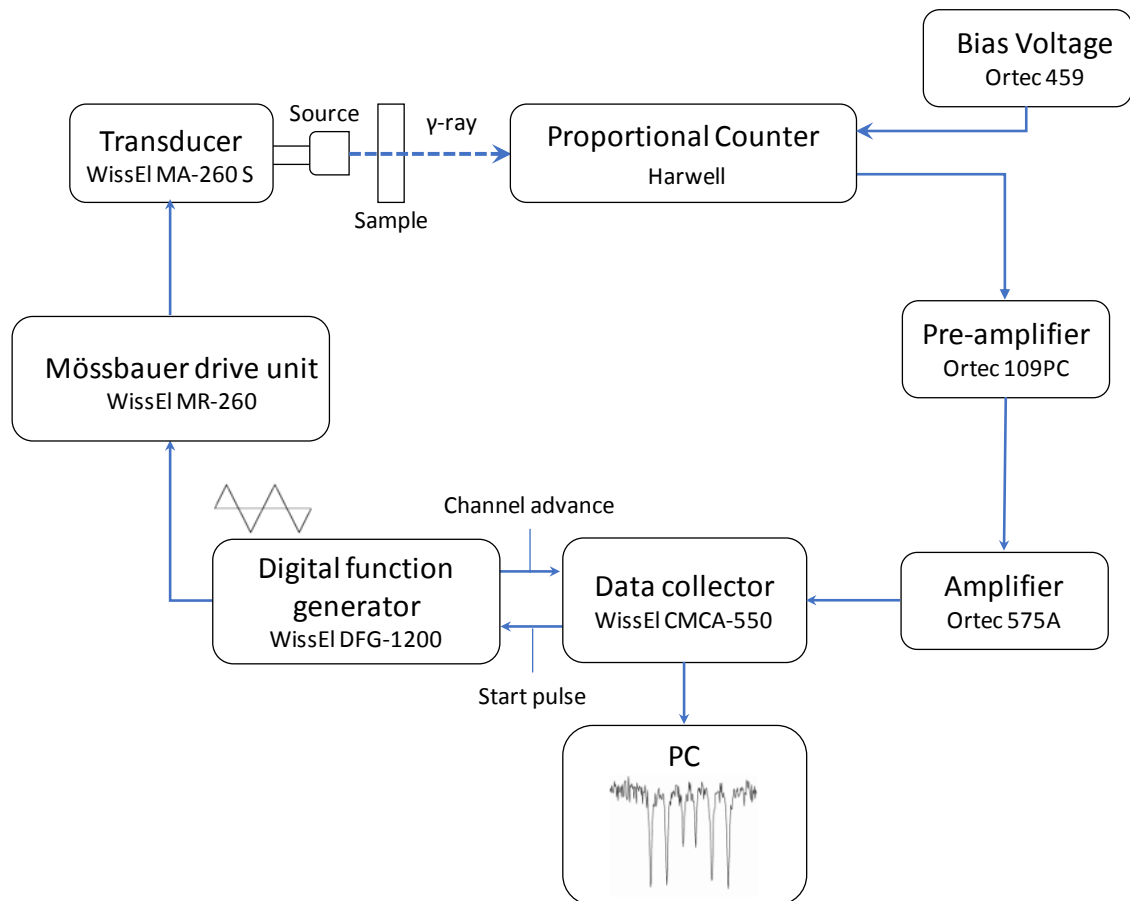 Bias Voltage
Ortec 459
Source
γ-ray
Transducer
WissEl MA-260 S
Proportional Counter
Harwell
Sample
Pre-amplifier
Ortec 109PC
Mössbauer drive unit
WissEl MR-260
Channel advance
Digital function
generator
WissEl DFG-1200
Data collector
WissEl CMCA-550
Amplifier
Ortec 575A
Start pulse
PC